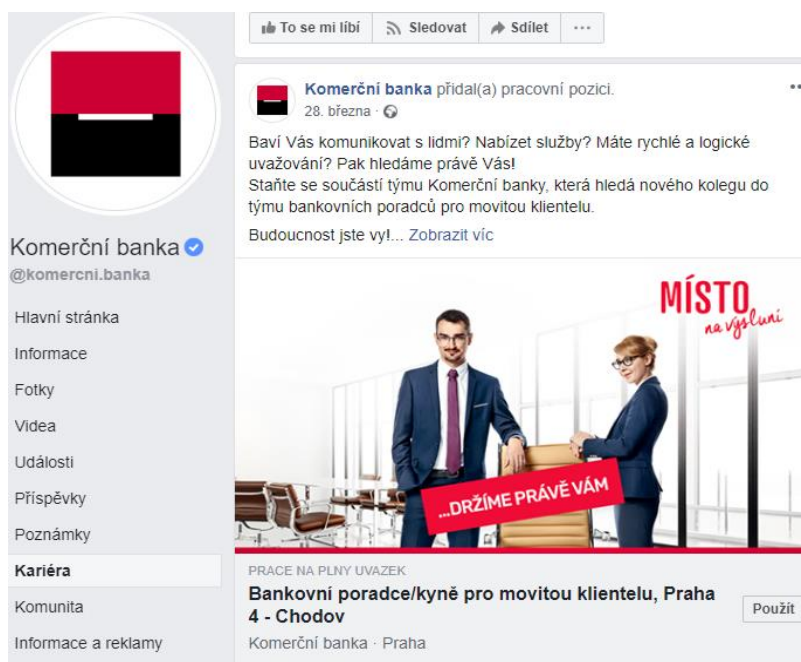 To se mi líbí Sledovat Sdílet ...
Komerční banka přidal(a) pracovní pozici.
28. března ·
Baví Vás komunikovat s lidmi? Nabízet služby? Máte rychlé a logické
uvažování? Pak hledáme právě Vás!
Staňte se součástí týmu Komerční banky, která hledá nového kolegu do
týmu bankovních poradců pro movitou klientelu.
Budoucnost jste vy!... Zobrazit víc
Komerční banka
@komercni.banka
Hlavní stránka
Informace
Fotky
Videa
Události
Příspěvky
Poznámky
Kariéra
Komunita
Informace a reklamy
MÍSTO
na výsluní
...DRŽÍME PRÁVĚ VÁM
PRACE NA PLNY UVAZEK
Bankovní poradce/kyně pro movitou klientelu, Praha
4 - Chodov
Komerční banka · Praha
Použít